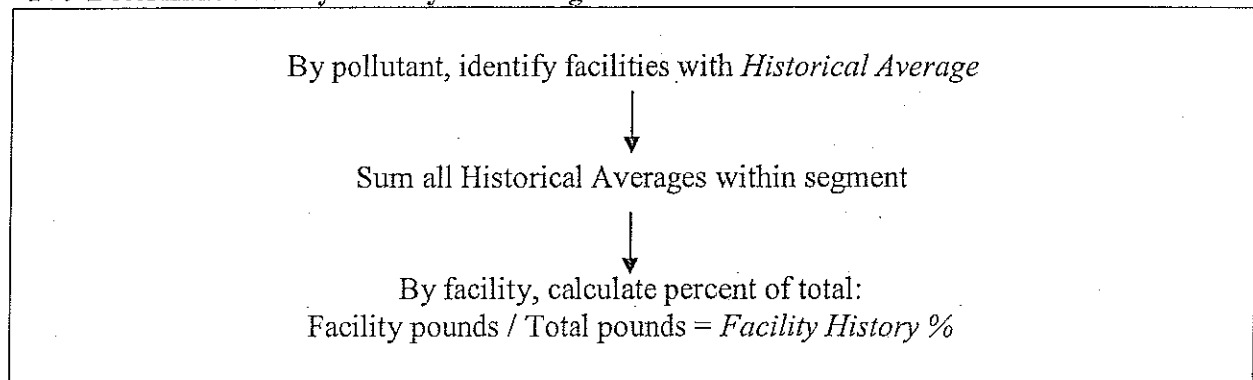 By pollutant, identify facilities with Historical Average
Sum all Historical Averages within segment
By facility, calculate percent of total:
Facility pounds / Total pounds = Facility History %